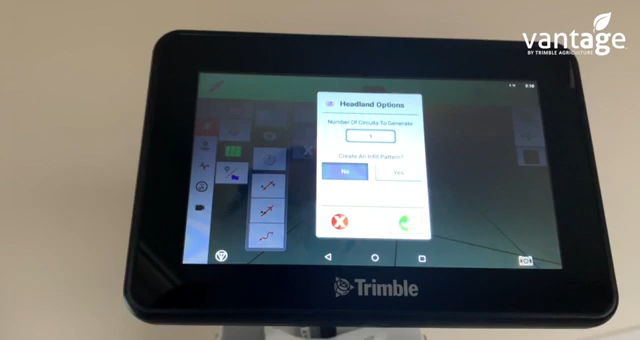 vantage
BY TRIMBLE AGRICULTURE
Headland Options
Number Of Circuits To Generate
1
Create An Infill Pattern?
No
Yes
Trimble